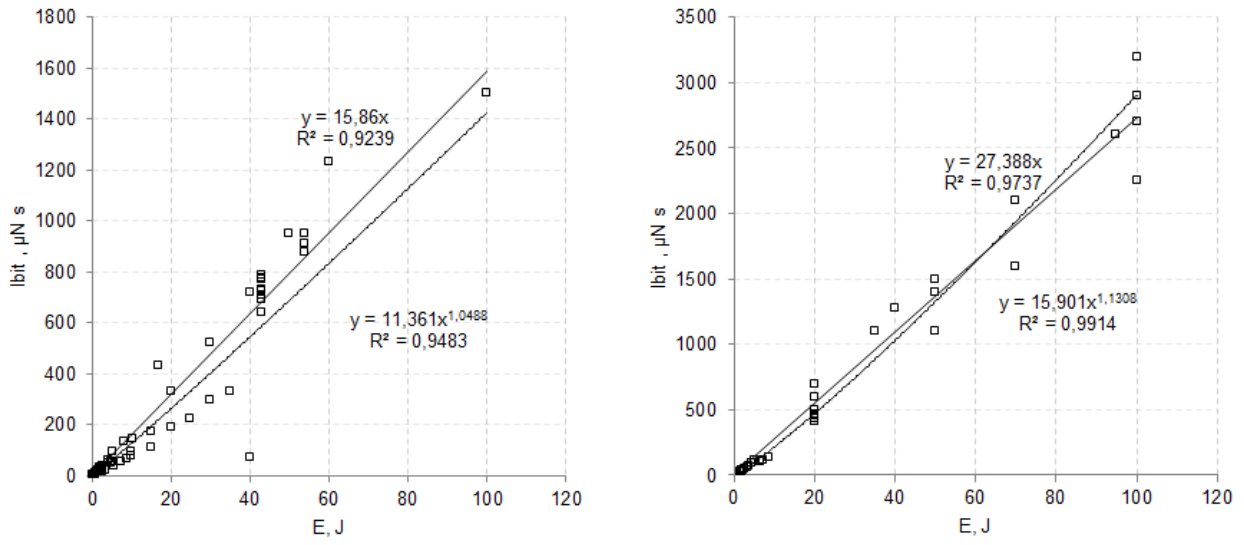 1800
1600
1400
1200
1000
800
600
400
200
0
Ibit , µN s
0 20 40 60 80 100 120
E, J
y = 15,86x
R² = 0,9239
y = 11,361x^1,0488
R² = 0,9483
3500
3000
2500
2000
1500
1000
500
0
Ibit , µN s
0 20 40 60 80 100 120
E, J
y = 27,388x
R² = 0,9737
y = 15,901x^1,1308
R² = 0,9914